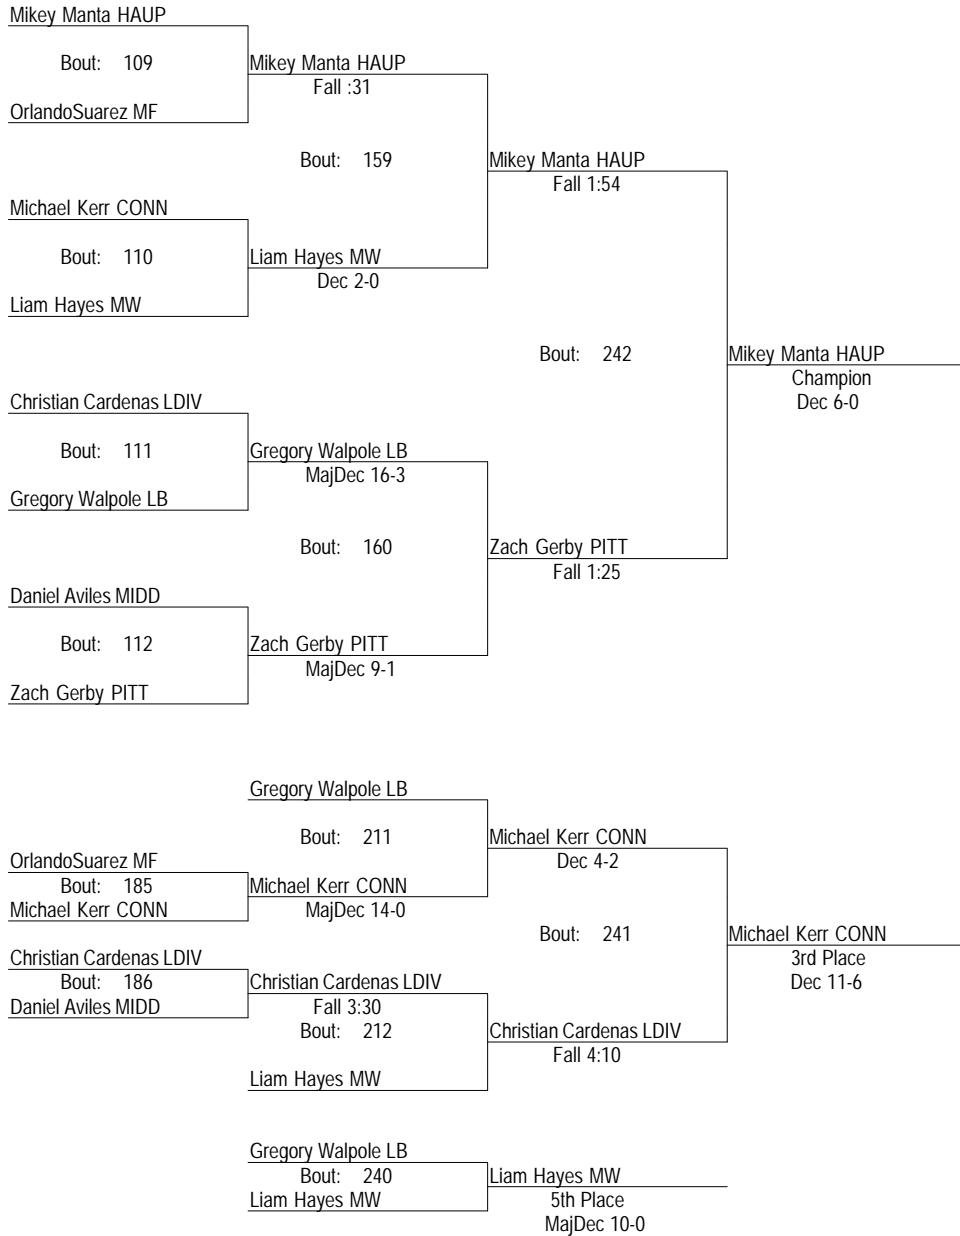 Mikey Manta HAUP
Bout: 109
OrlandoSuarez MF
Mikey Manta HAUP
Fall :31
Bout: 159
Michael Kerr CONN
Bout: 110
Liam Hayes MW
Liam Hayes MW
Dec 2-0
Mikey Manta HAUP
Fall 1:54
Bout: 242
Christian Cardenas LDIV
Bout: 111
Gregory Walpole LB
Gregory Walpole LB
MajDec 16-3
Bout: 160
Daniel Aviles MIDD
Bout: 112
Zach Gerby PITT
Zach Gerby PITT
MajDec 9-1
Zach Gerby PITT
Fall 1:25
Mikey Manta HAUP
Champion
Dec 6-0
Gregory Walpole LB
Bout: 211
OrlandoSuarez MF
Bout: 185
Michael Kerr CONN
Michael Kerr CONN
MajDec 14-0
Michael Kerr CONN
Dec 4-2
Bout: 241
Christian Cardenas LDIV
Bout: 186
Daniel Aviles MIDD
Christian Cardenas LDIV
Fall 3:30
Bout: 212
Liam Hayes MW
Christian Cardenas LDIV
Fall 4:10
Michael Kerr CONN
3rd Place
Dec 11-6
Gregory Walpole LB
Bout: 240
Liam Hayes MW
Liam Hayes MW
5th Place
MajDec 10-0